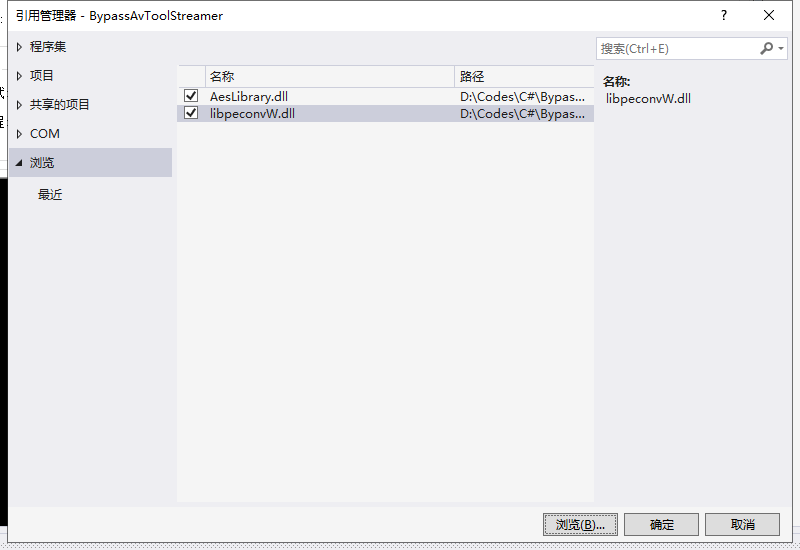 引用管理器 - BypassAvToolStreamer
?
程序集
项目
共享的项目
COM
浏览
最近
名称
路径
AesLibrary.dll
D:\Codes\C#\Bypas...
libpeconvW.dll
D:\Codes\C#\Bypas...
搜索(Ctrl+E)
名称:
libpeconvW.dll
浏览(B)...
确定
取消